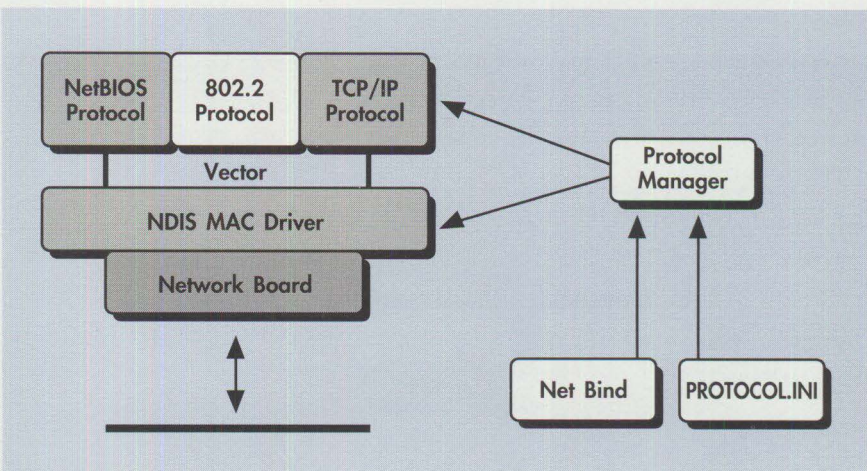 NetBIOS
Protocol
802.2
Protocol
TCP/IP
Protocol
Vector
NDIS MAC Driver
Network Board
Protocol
Manager
Net Bind
PROTOCOL.INI